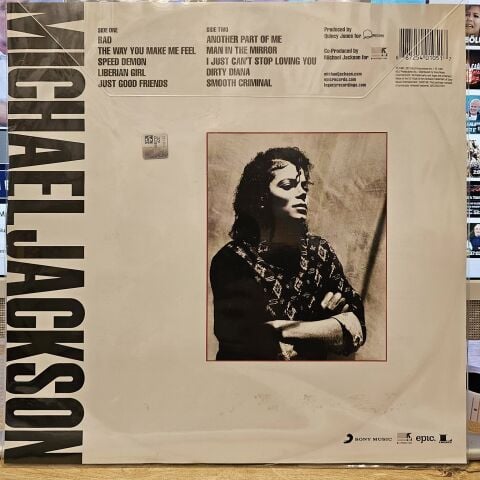 MICHAEL JACKSON
SIDE ONE
BAD
THE WAY YOU MAKE ME FEEL
SPEED DEMON
LIBERIAN GIRL
JUST GOOD FRIENDS
SIDE TWO
ANOTHER PART OF ME
MAN IN THE MIRROR
I JUST CAN'T STOP LOVING YOU
DIRTY DIANA
SMOOTH CRIMINAL
Produced by
Quincy Jones for
Co-Produced by
Michael Jackson for
michaeljackson.com
epicrecords.com
legacyrecordings.com
SONY MUSIC
epic.